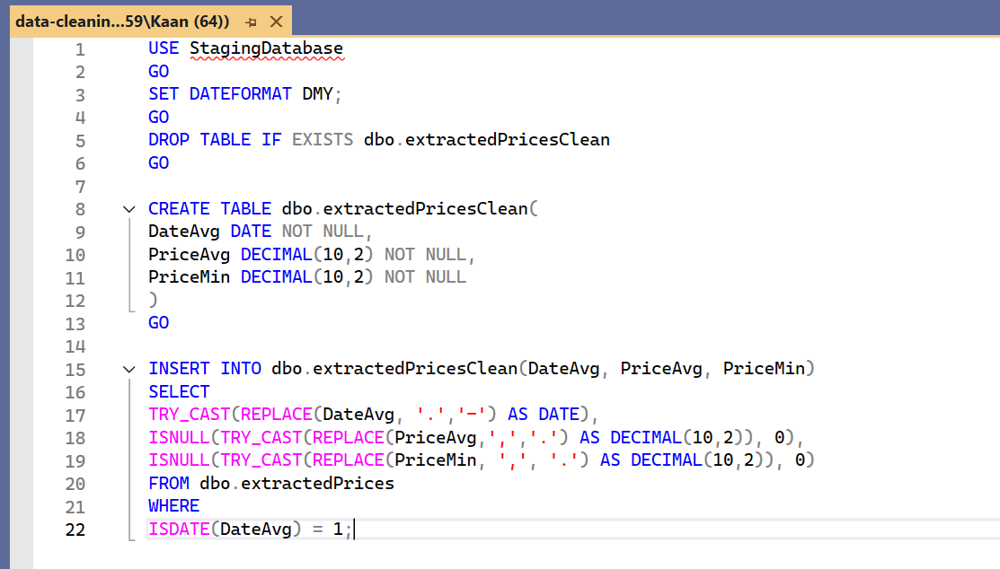 data-cleanin...59\Kaan (64))
1 USE StagingDatabase
2 GO
3 SET DATEFORMAT DMY;
4 GO
5 DROP TABLE IF EXISTS dbo.extractedPricesClean
6 GO
7
8 CREATE TABLE dbo.extractedPricesClean(
9 DateAvg DATE NOT NULL,
10 PriceAvg DECIMAL(10,2) NOT NULL,
11 PriceMin DECIMAL(10,2) NOT NULL
12 )
13 GO
14
15 INSERT INTO dbo.extractedPricesClean(DateAvg, PriceAvg, PriceMin)
16 SELECT
17 TRY_CAST(REPLACE(DateAvg, '.','-') AS DATE),
18 ISNULL(TRY_CAST(REPLACE(PriceAvg,',','.') AS DECIMAL(10,2)), 0),
19 ISNULL(TRY_CAST(REPLACE(PriceMin, ',', '.') AS DECIMAL(10,2)), 0)
20 FROM dbo.extractedPrices
21 WHERE
22 ISDATE(DateAvg) = 1;